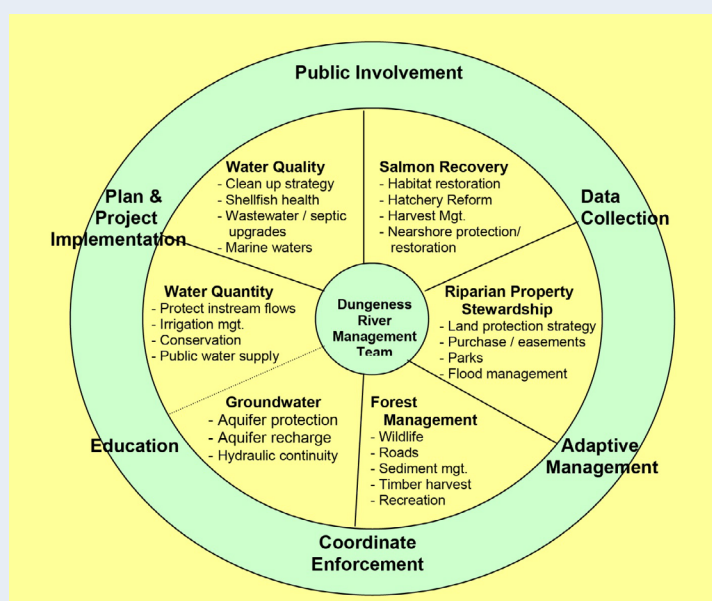 Public Involvement
Plan &
Project
Implementation
Data
Collection
Water Quality
- Clean up strategy
- Shellfish health
- Wastewater / septic
upgrades
- Marine waters
Salmon Recovery
- Habitat restoration
- Hatchery Reform
- Harvest Mgt.
- Nearshore protection/
restoration
Water Quantity
- Protect instream flows
- Irrigation mgt.
- Conservation
- Public water supply
Dungeness
River
Management
Team
Riparian Property
Stewardship
- Land protection strategy
- Purchase / easements
- Parks
- Flood management
Groundwater
- Aquifer protection
- Aquifer recharge
- Hydraulic continuity
Forest
Management
- Wildlife
- Roads
- Sediment mgt.
- Timber harvest
- Recreation
Education
Adaptive
Management
Coordinate
Enforcement